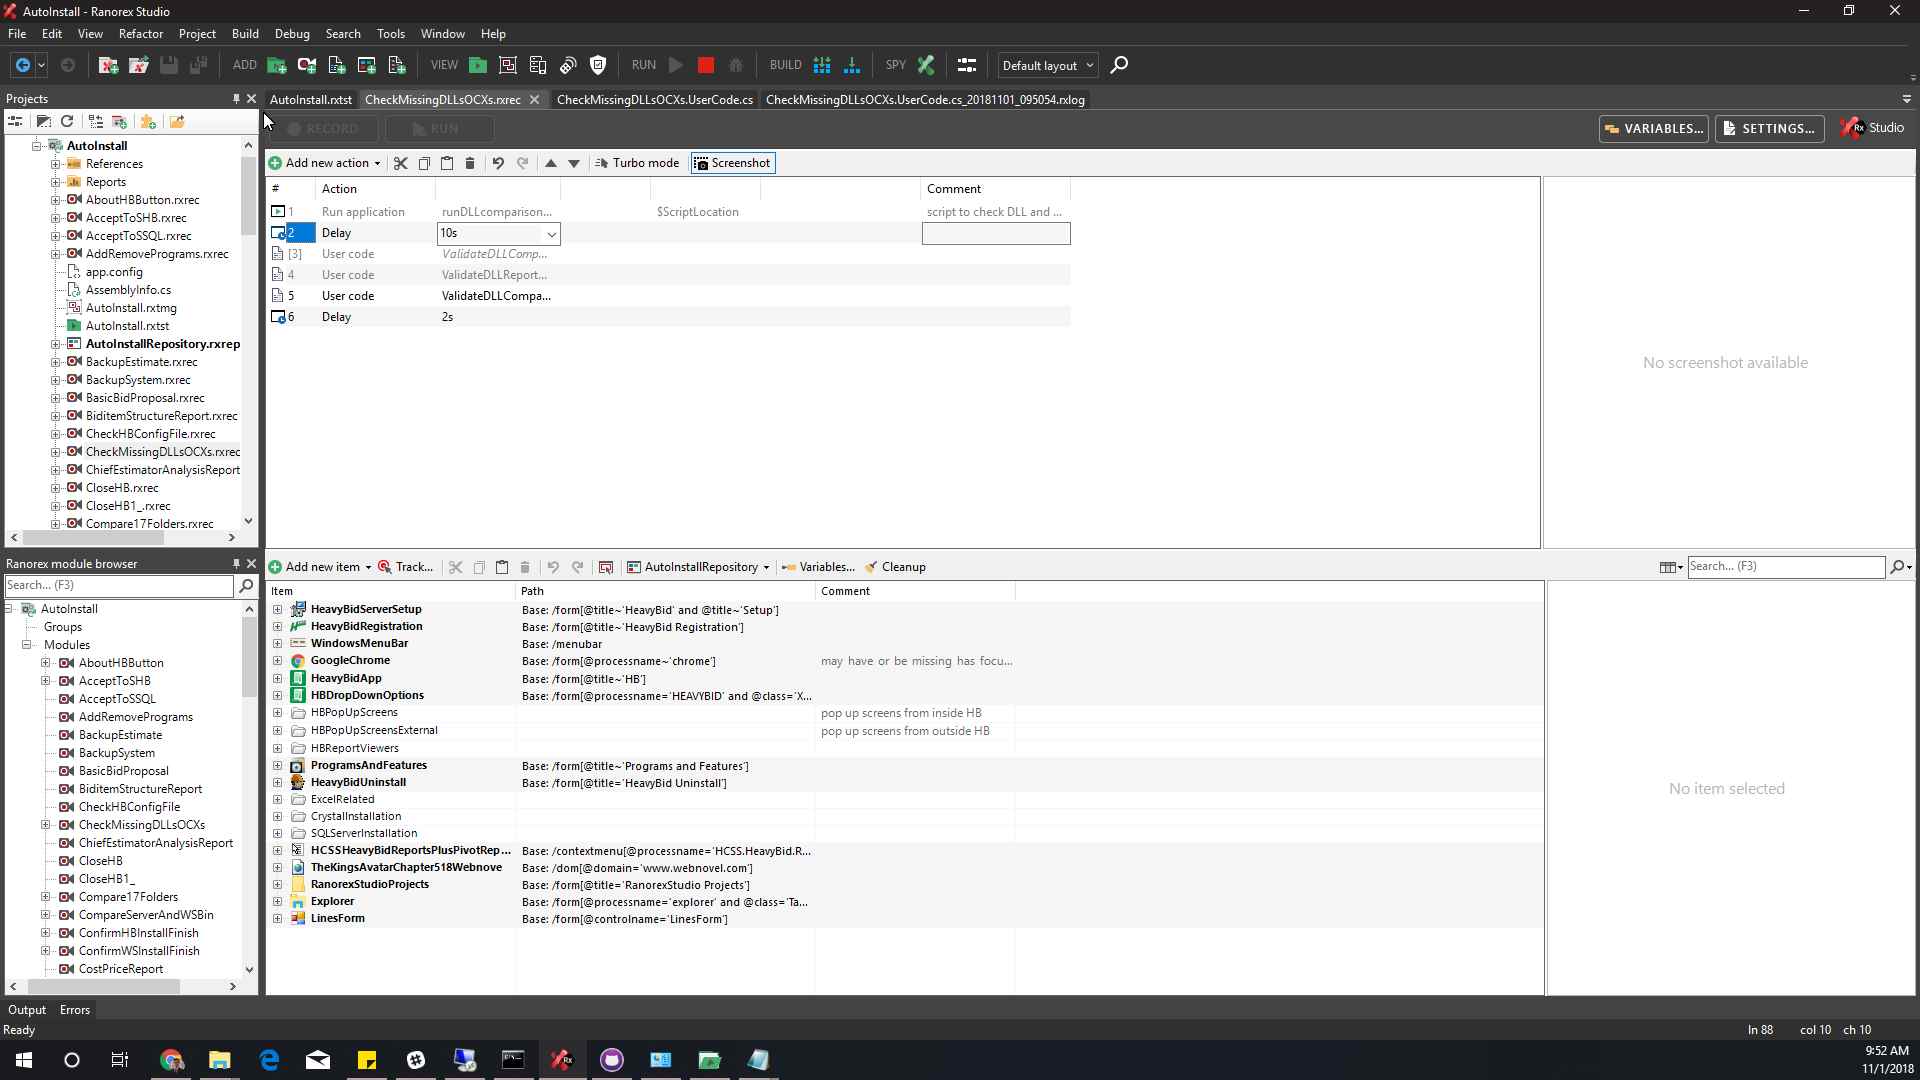 AutoInstall - Ranorex Studio
File Edit View Refactor Project Build Debug Search Tools Window Help
ADD VIEW RUN BUILD SPY Default layout
Projects
AutoInstall.rxtst CheckMissingDLLsOCXs.rxrec CheckMissingDLLsOCXs.UserCode.cs CheckMissingDLLsOCXs.UserCode.cs_20181101_095054.rxlog
RECORD RUN VARIABLES... SETTINGS... Rx Studio
AutoInstall
References
Reports
AboutHBButton.rxrec
AcceptToSHB.rxrec
AcceptToSSQL.rxrec
AddRemovePrograms.rxrec
app.config
AssemblyInfo.cs
AutoInstall.rxtmg
AutoInstall.rxtst
AutoInstallRepository.rxrep
BackupEstimate.rxrec
BackupSystem.rxrec
BasicBidProposal.rxrec
BiditemStructureReport.rxrec
CheckHBConfigFile.rxrec
CheckMissingDLLsOCXs.rxrec
ChiefEstimatorAnalysisReport
CloseHB.rxrec
CloseHB1_.rxrec
Compare17Folders.rxrec
Add new action Turbo mode Screenshot
# Action Comment
1 Run application runDLLcomparison... $ScriptLocation script to check DLL and ...
2 Delay 10s
[3] User code ValidateDLLComp...
4 User code ValidateDLLReport...
5 User code ValidateDLLCompa...
6 Delay 2s
No screenshot available
Ranorex module browser
Search... (F3)
AutoInstall
Groups
Modules
AboutHBButton
AcceptToSHB
AcceptToSSQL
AddRemovePrograms
BackupEstimate
BackupSystem
BasicBidProposal
BiditemStructureReport
CheckHBConfigFile
CheckMissingDLLsOCXs
ChiefEstimatorAnalysisReport
CloseHB
CloseHB1_
Compare17Folders
CompareServerAndWSBin
ConfirmHBInstallFinish
ConfirmWSInstallFinish
CostPriceReport
Add new item Track... AutoInstallRepository Variables... Cleanup Search... (F3)
Item Path Comment
HeavyBidServerSetup Base: /form[@title~'HeavyBid' and @title~'Setup']
HeavyBidRegistration Base: /form[@title~'HeavyBid Registration']
WindowsMenuBar Base: /menubar
GoogleChrome Base: /form[@processname~'chrome'] may have or be missing has focu...
HeavyBidApp Base: /form[@title~'HB']
HBDropDownOptions Base: /form[@processname='HEAVYBID' and @class='X...
HBPopUpScreens pop up screens from inside HB
HBPopUpScreensExternal pop up screens from outside HB
HBReportViewers
ProgramsAndFeatures Base: /form[@title~'Programs and Features']
HeavyBidUninstall Base: /form[@title='HeavyBid Uninstall']
ExcelRelated
CrystalInstallation
SQLServerInstallation
HCSSHeavyBidReportsPlusPivotRep... Base: /contextmenu[@processname='HCSS.HeavyBid.R...
TheKingsAvatarChapter518Webnove Base: /dom[@domain='www.webnovel.com']
RanorexStudioProjects Base: /form[@title='RanorexStudio Projects']
Explorer Base: /form[@processname='explorer' and @class='Ta...
LinesForm Base: /form[@controlname='LinesForm']
No item selected
Output Errors
Ready ln 88 col 10 ch 10
9:52 AM
11/1/2018